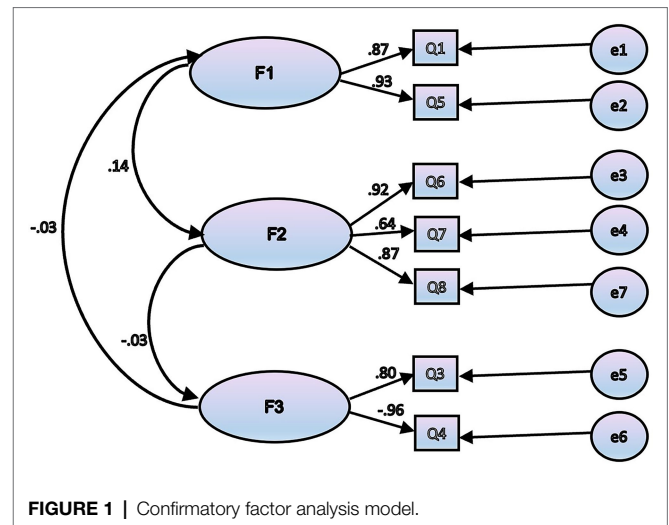 .87 Q1 e1
F1
.93 Q5 e2
.14
.92 Q6 e3
-.03 F2 .64 Q7 e4
.87 Q8 e7
-.03
.80 Q3 e5
F3
-.96 Q4 e6
FIGURE 1 | Confirmatory factor analysis model.